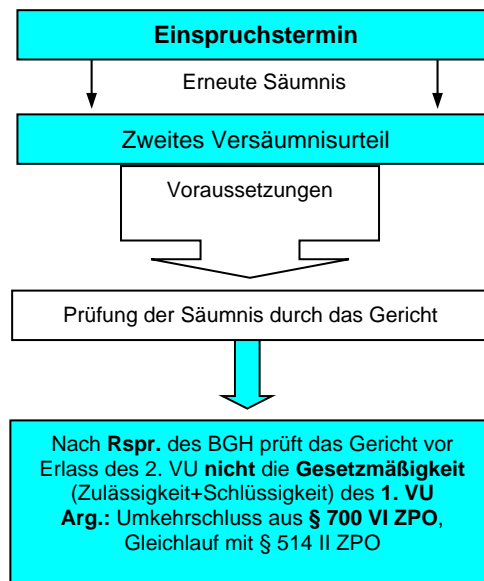 Einspruchstermin
Erneute Säumnis
Zweites Versäumnisurteil
Voraussetzungen
Prüfung der Säumnis durch das Gericht
Nach Rspr. des BGH prüft das Gericht vor
Erlass des 2. VU nicht die Gesetzmäßigkeit
(Zulässigkeit+Schlüssigkeit) des 1. VU
Arg.: Umkehrschluss aus § 700 VI ZPO,
Gleichlauf mit § 514 II ZPO